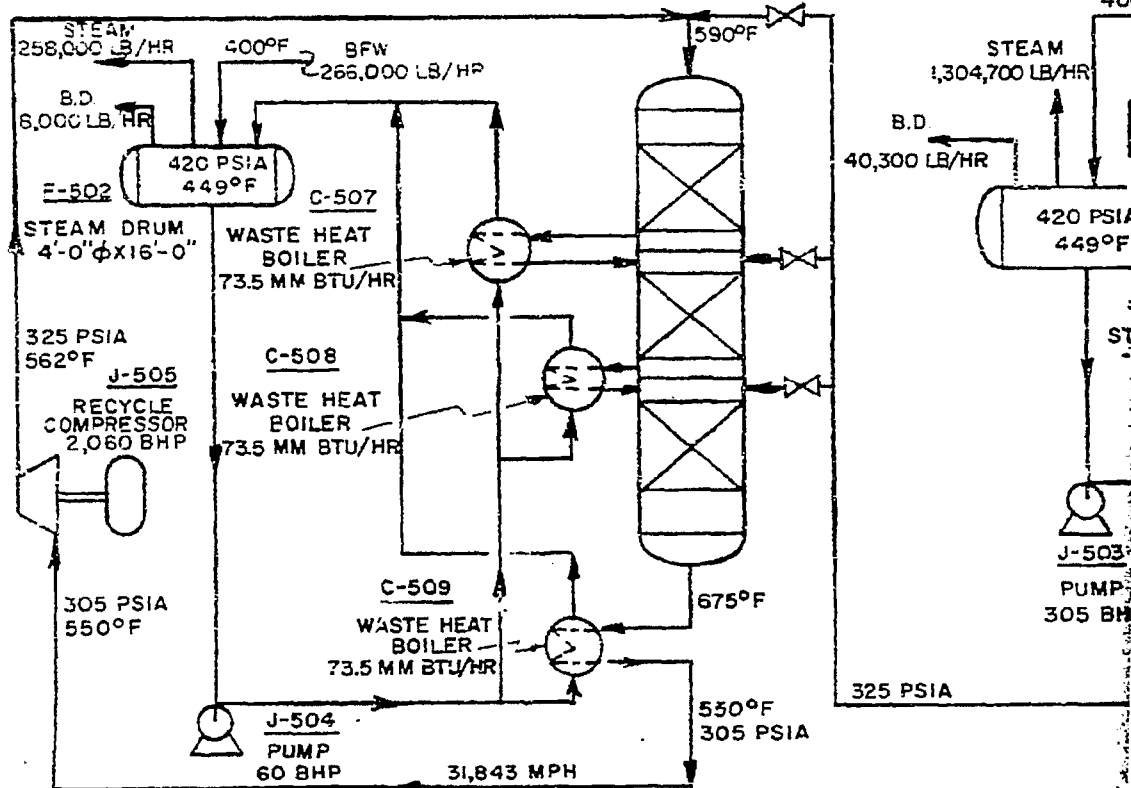 STEAM
258,000 LB/HR
400°F
BFW
266,000 LB/HR
B.D.
8,000 LB/HR
420 PSIA
449°F
STEAM DRUM
4'-0"φX16'-0"
C-507
WASTE HEAT
BOILER
73.5 MM BTU/HR
590°F
325 PSIA
562°F
J-505
RECYCLE
COMPRESSOR
2,060 BHP
C-508
WASTE HEAT
BOILER
73.5 MM BTU/HR
305 PSIA
550°F
C-509
WASTE HEAT
BOILER
73.5 MM BTU/HR
675°F
J-504
PUMP
60 BHP
31,843 MPH
550°F
305 PSIA
325 PSIA
STEAM
1,304,700 LB/HR
B.D.
40,300 LB/HR
420 PSIA
449°F
J-503
PUMP
305 BH